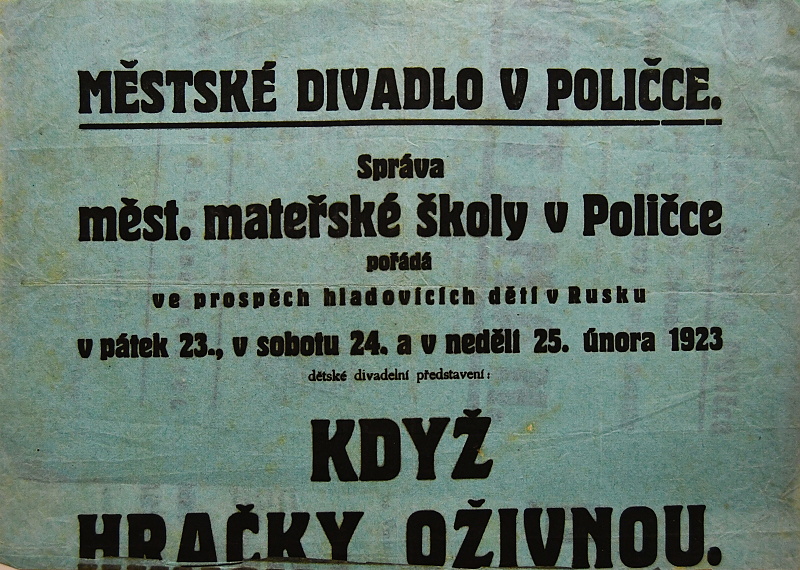 MĚSTSKÉ DIVADLO V POLIČCE.
Správa
měst. mateřské školy v Poličce
pořádá
ve prospěch hladovících dětí v Rusku
v pátek 23., v sobotu 24. a v neděli 25. února 1923
dětské divadelní představení:
KDYŽ
HRAČKY OŽIVNOU.